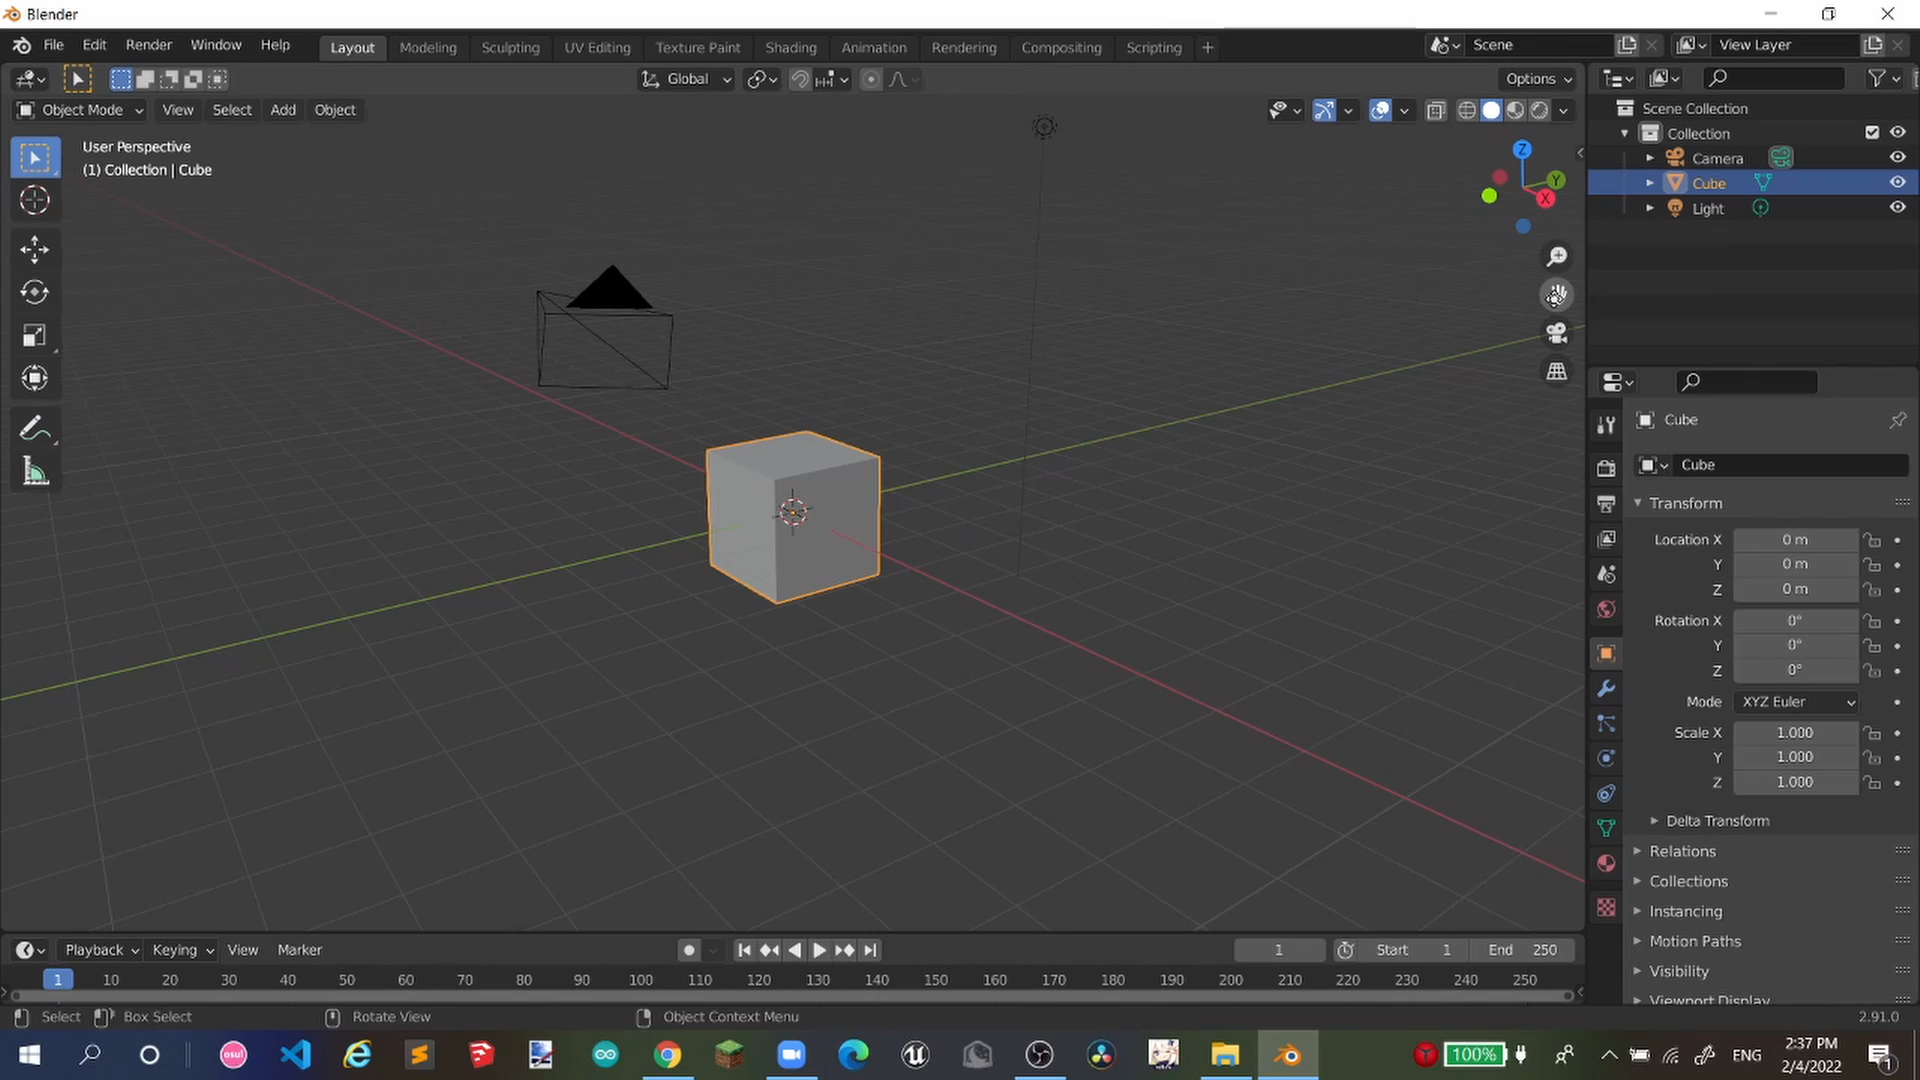 Blender
File Edit Render Window Help Layout Modeling Sculpting UV Editing Texture Paint Shading Animation Rendering Compositing Scripting + Scene View Layer
Global Options
Object Mode View Select Add Object
User Perspective
(1) Collection | Cube
Z
Y
X
Scene Collection
Collection
Camera
Cube
Light
Cube
Cube
Transform
Location X 0 m
Y 0 m
Z 0 m
Rotation X 0°
Y 0°
Z 0°
Mode XYZ Euler
Scale X 1.000
Y 1.000
Z 1.000
Delta Transform
Relations
Collections
Instancing
Motion Paths
Visibility
Viewport Display
Playback Keying View Marker 1 Start 1 End 250
1 10 20 30 40 50 60 70 80 90 100 110 120 130 140 150 160 170 180 190 200 210 220 230 240 250
Select Box Select Rotate View Object Context Menu 2.91.0
osu! 100% ENG 2:37 PM
2/4/2022 1